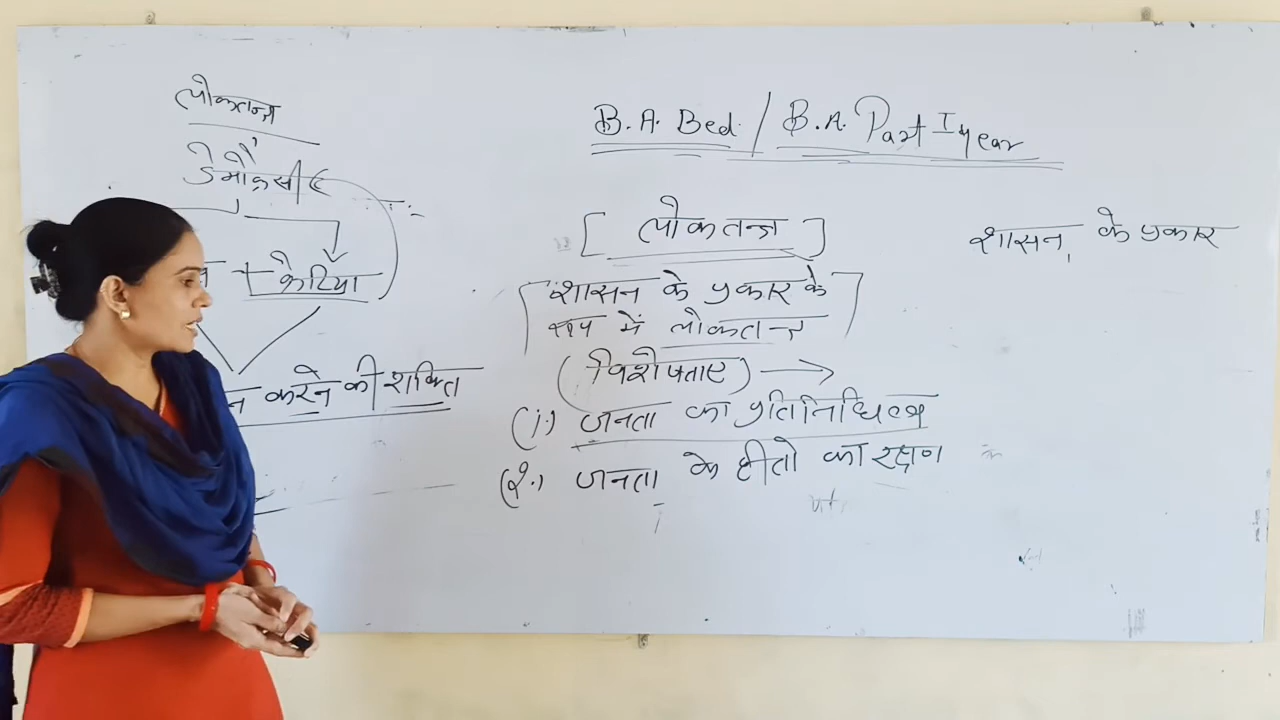 लोकतन्त्र
डेमोक्रेसी
+ क्रेटिया
करने की शक्ति
B.A. Bed. / B.A. Part I year
[ लोकतन्त्र ]
शासन के प्रकार के
रूप में लोकतन्त्र
(विशेषताए) →
(1.) जनता का प्रतिनिधित्व
(2.) जनता के हीतो का रक्षण
शासन के प्रकार